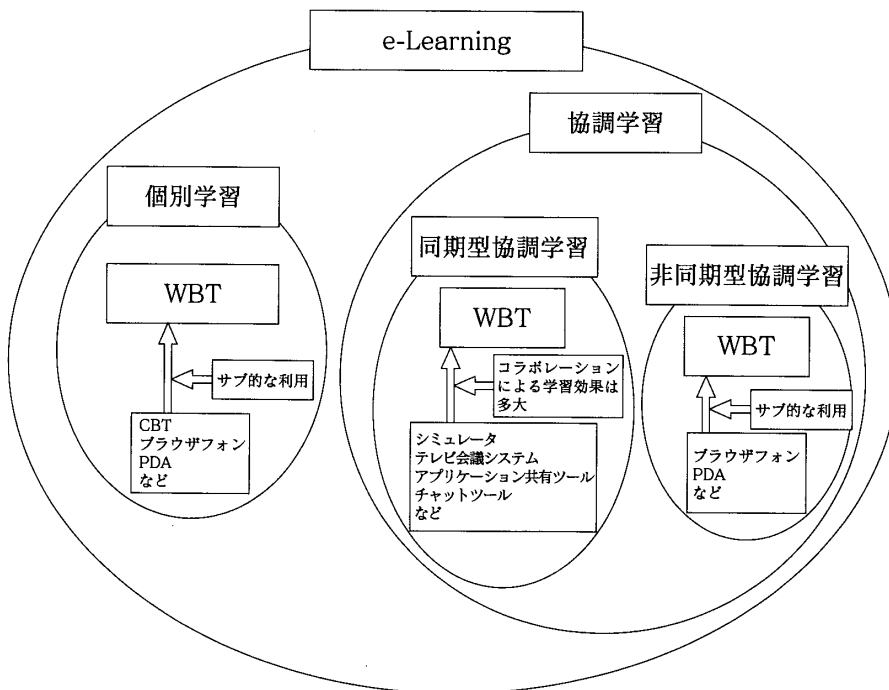 e-Learning
協調学習
個別学習
WBT
サブ的な利用
CBT
ブラウザフォン
PDA
など
同期型協調学習
WBT
コラボレーション
による学習効果は
多大
シミュレータ
テレビ会議システム
アプリケーション共有ツール
チャットツール
など
非同期型協調学習
WBT
サブ的な利用
ブラウザフォン
PDA
など